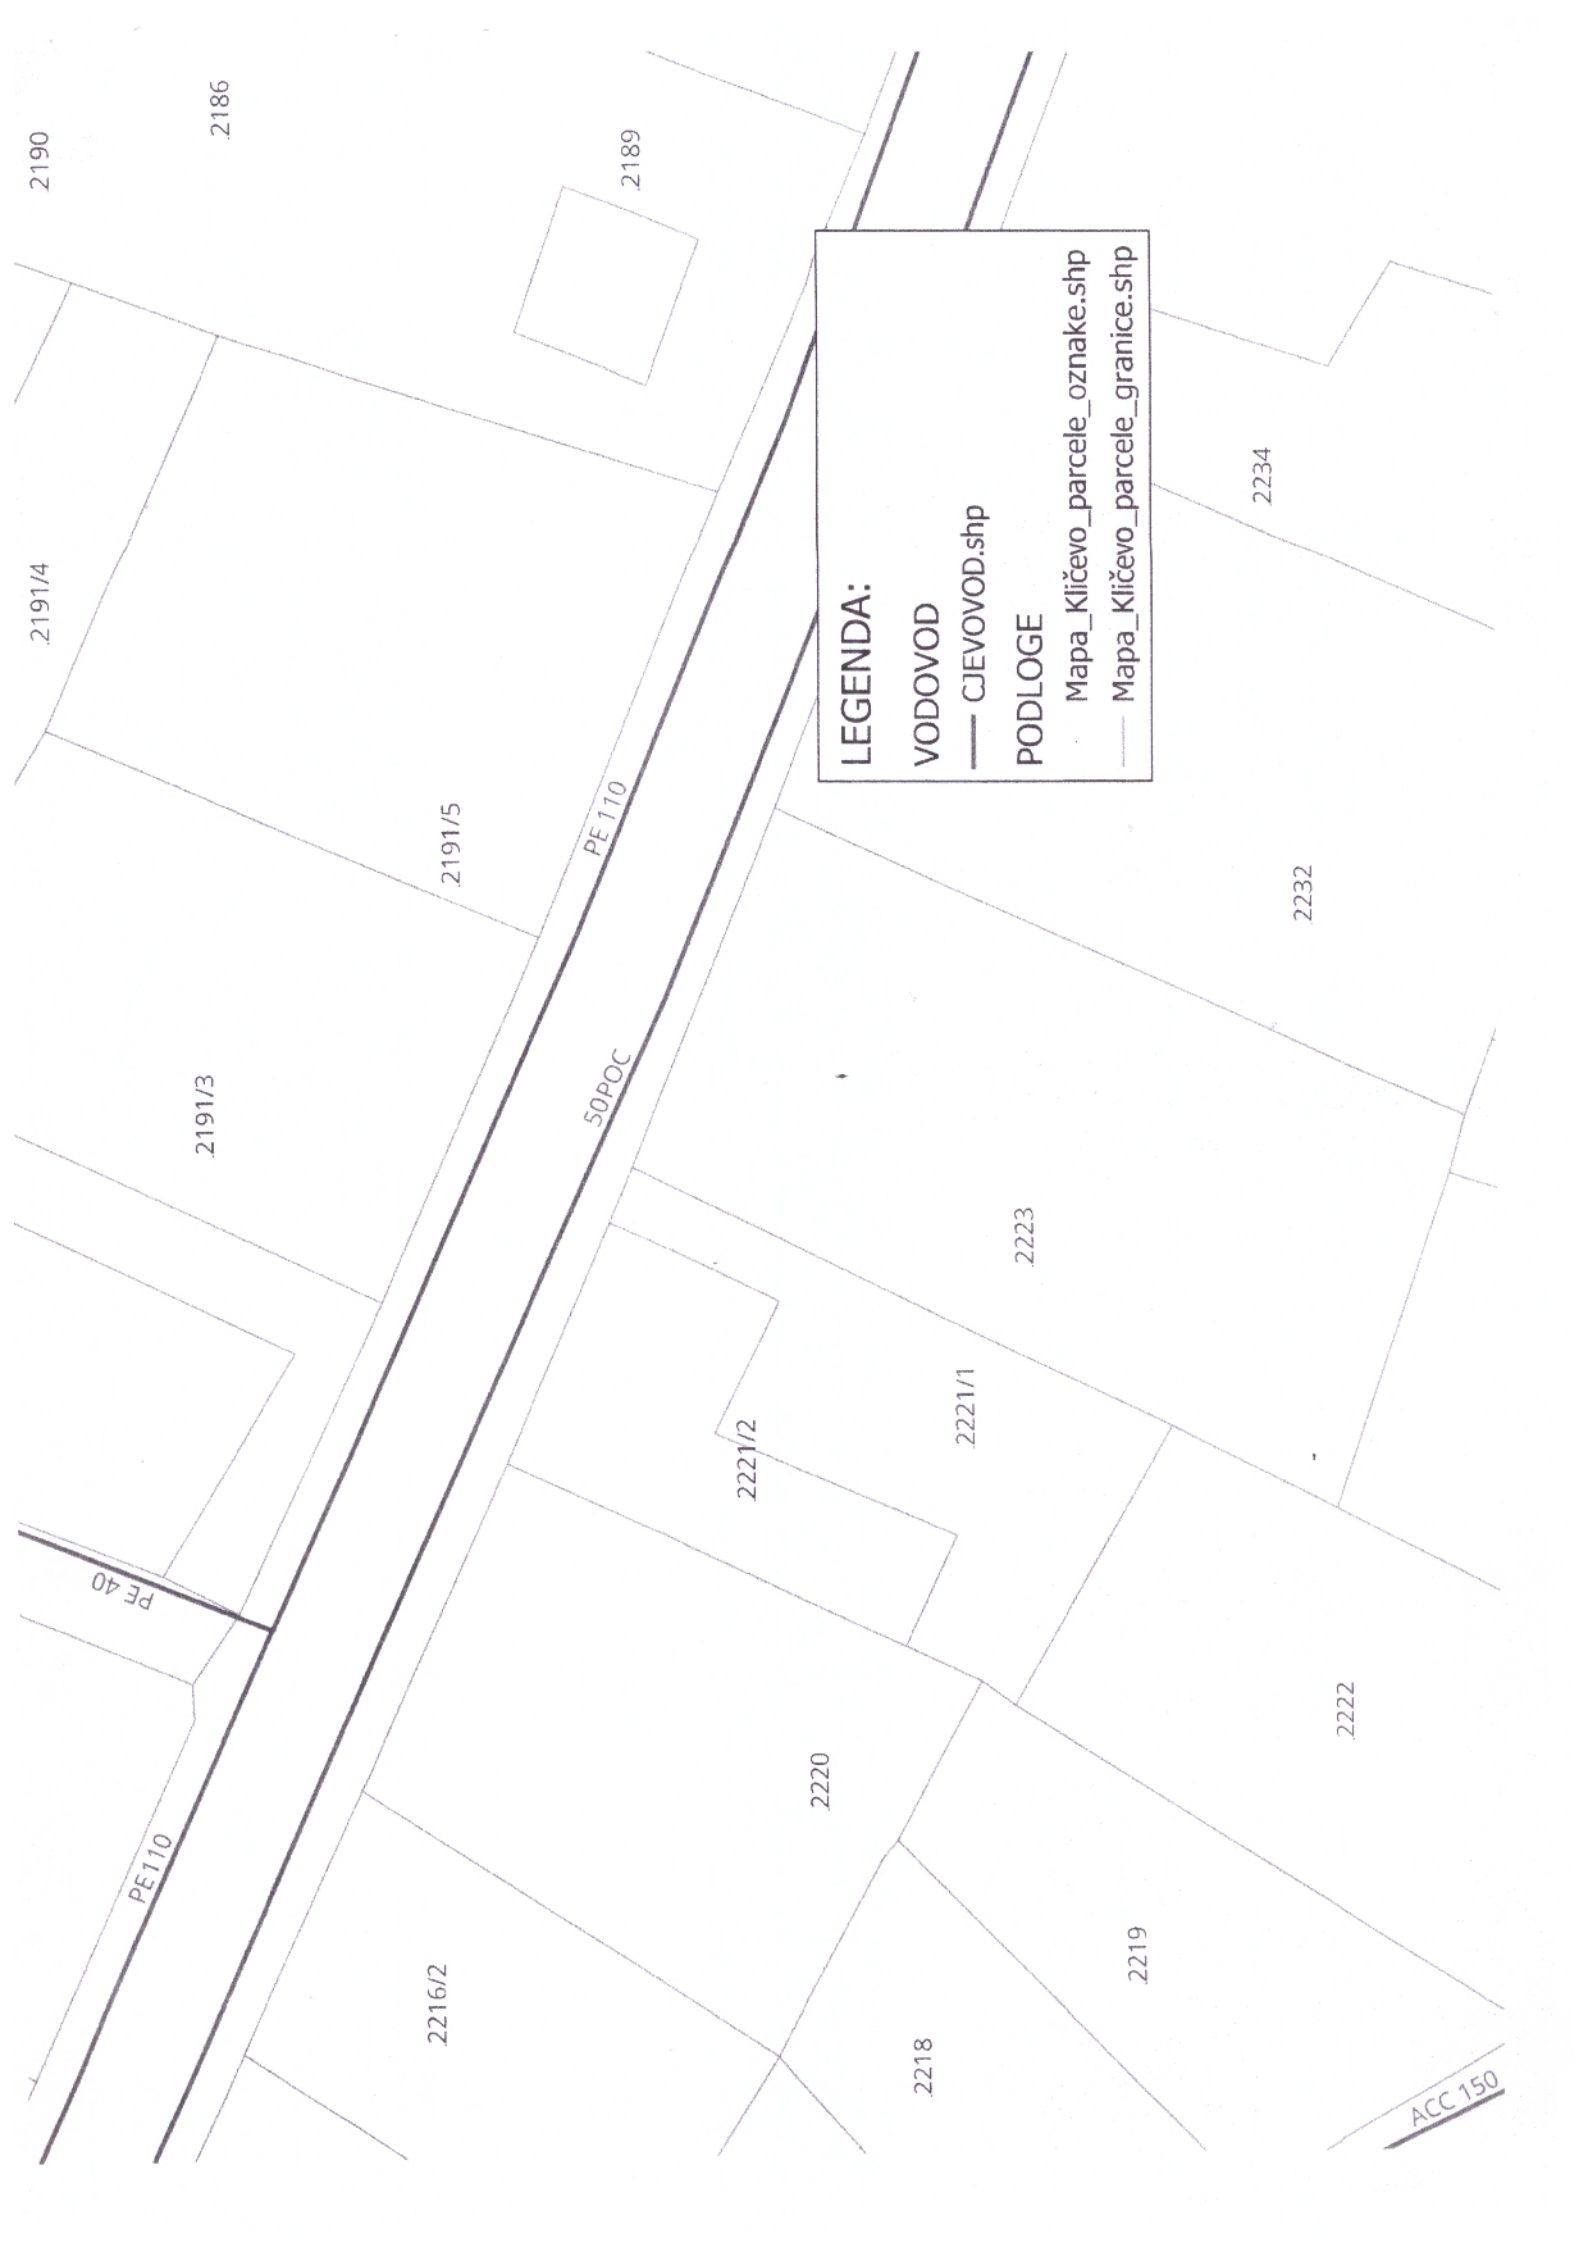 .2190
.2186
.2189
.2191/4
.2191/5
.2191/3
PE 110
50POC
PE 40
PE110
LEGENDA:
VODOVOD
CJEVOVOD.shp
PODLOGE
Mapa_Kličevo_parcele_oznake.shp
Mapa_Kličevo_parcele_granice.shp
.2234
.2232
.2223
.2221/1
.2221/2
.2222
.2220
.2219
.2218
.2216/2
ACC 150